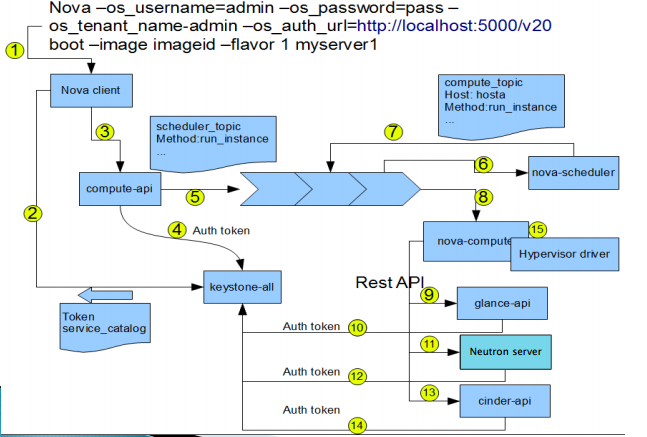 Nova –os_username=admin –os_password=pass –
os_tenant_name-admin –os_auth_url=http://localhost:5000/v20
boot –image imageid –flavor 1 myserver1
1
Nova client
3
scheduler_topic
Method:run_instance
...
compute_topic
Host: hosta
Method:run_instance
...
7
6
nova-scheduler
compute-api
5
8
2
4
Auth token
nova-compute
15
Hypervisor driver
keystone-all
Rest API
Token
service_catalog
9
glance-api
Auth token
10
11
Neutron server
Auth token
12
13
cinder-api
Auth token
14